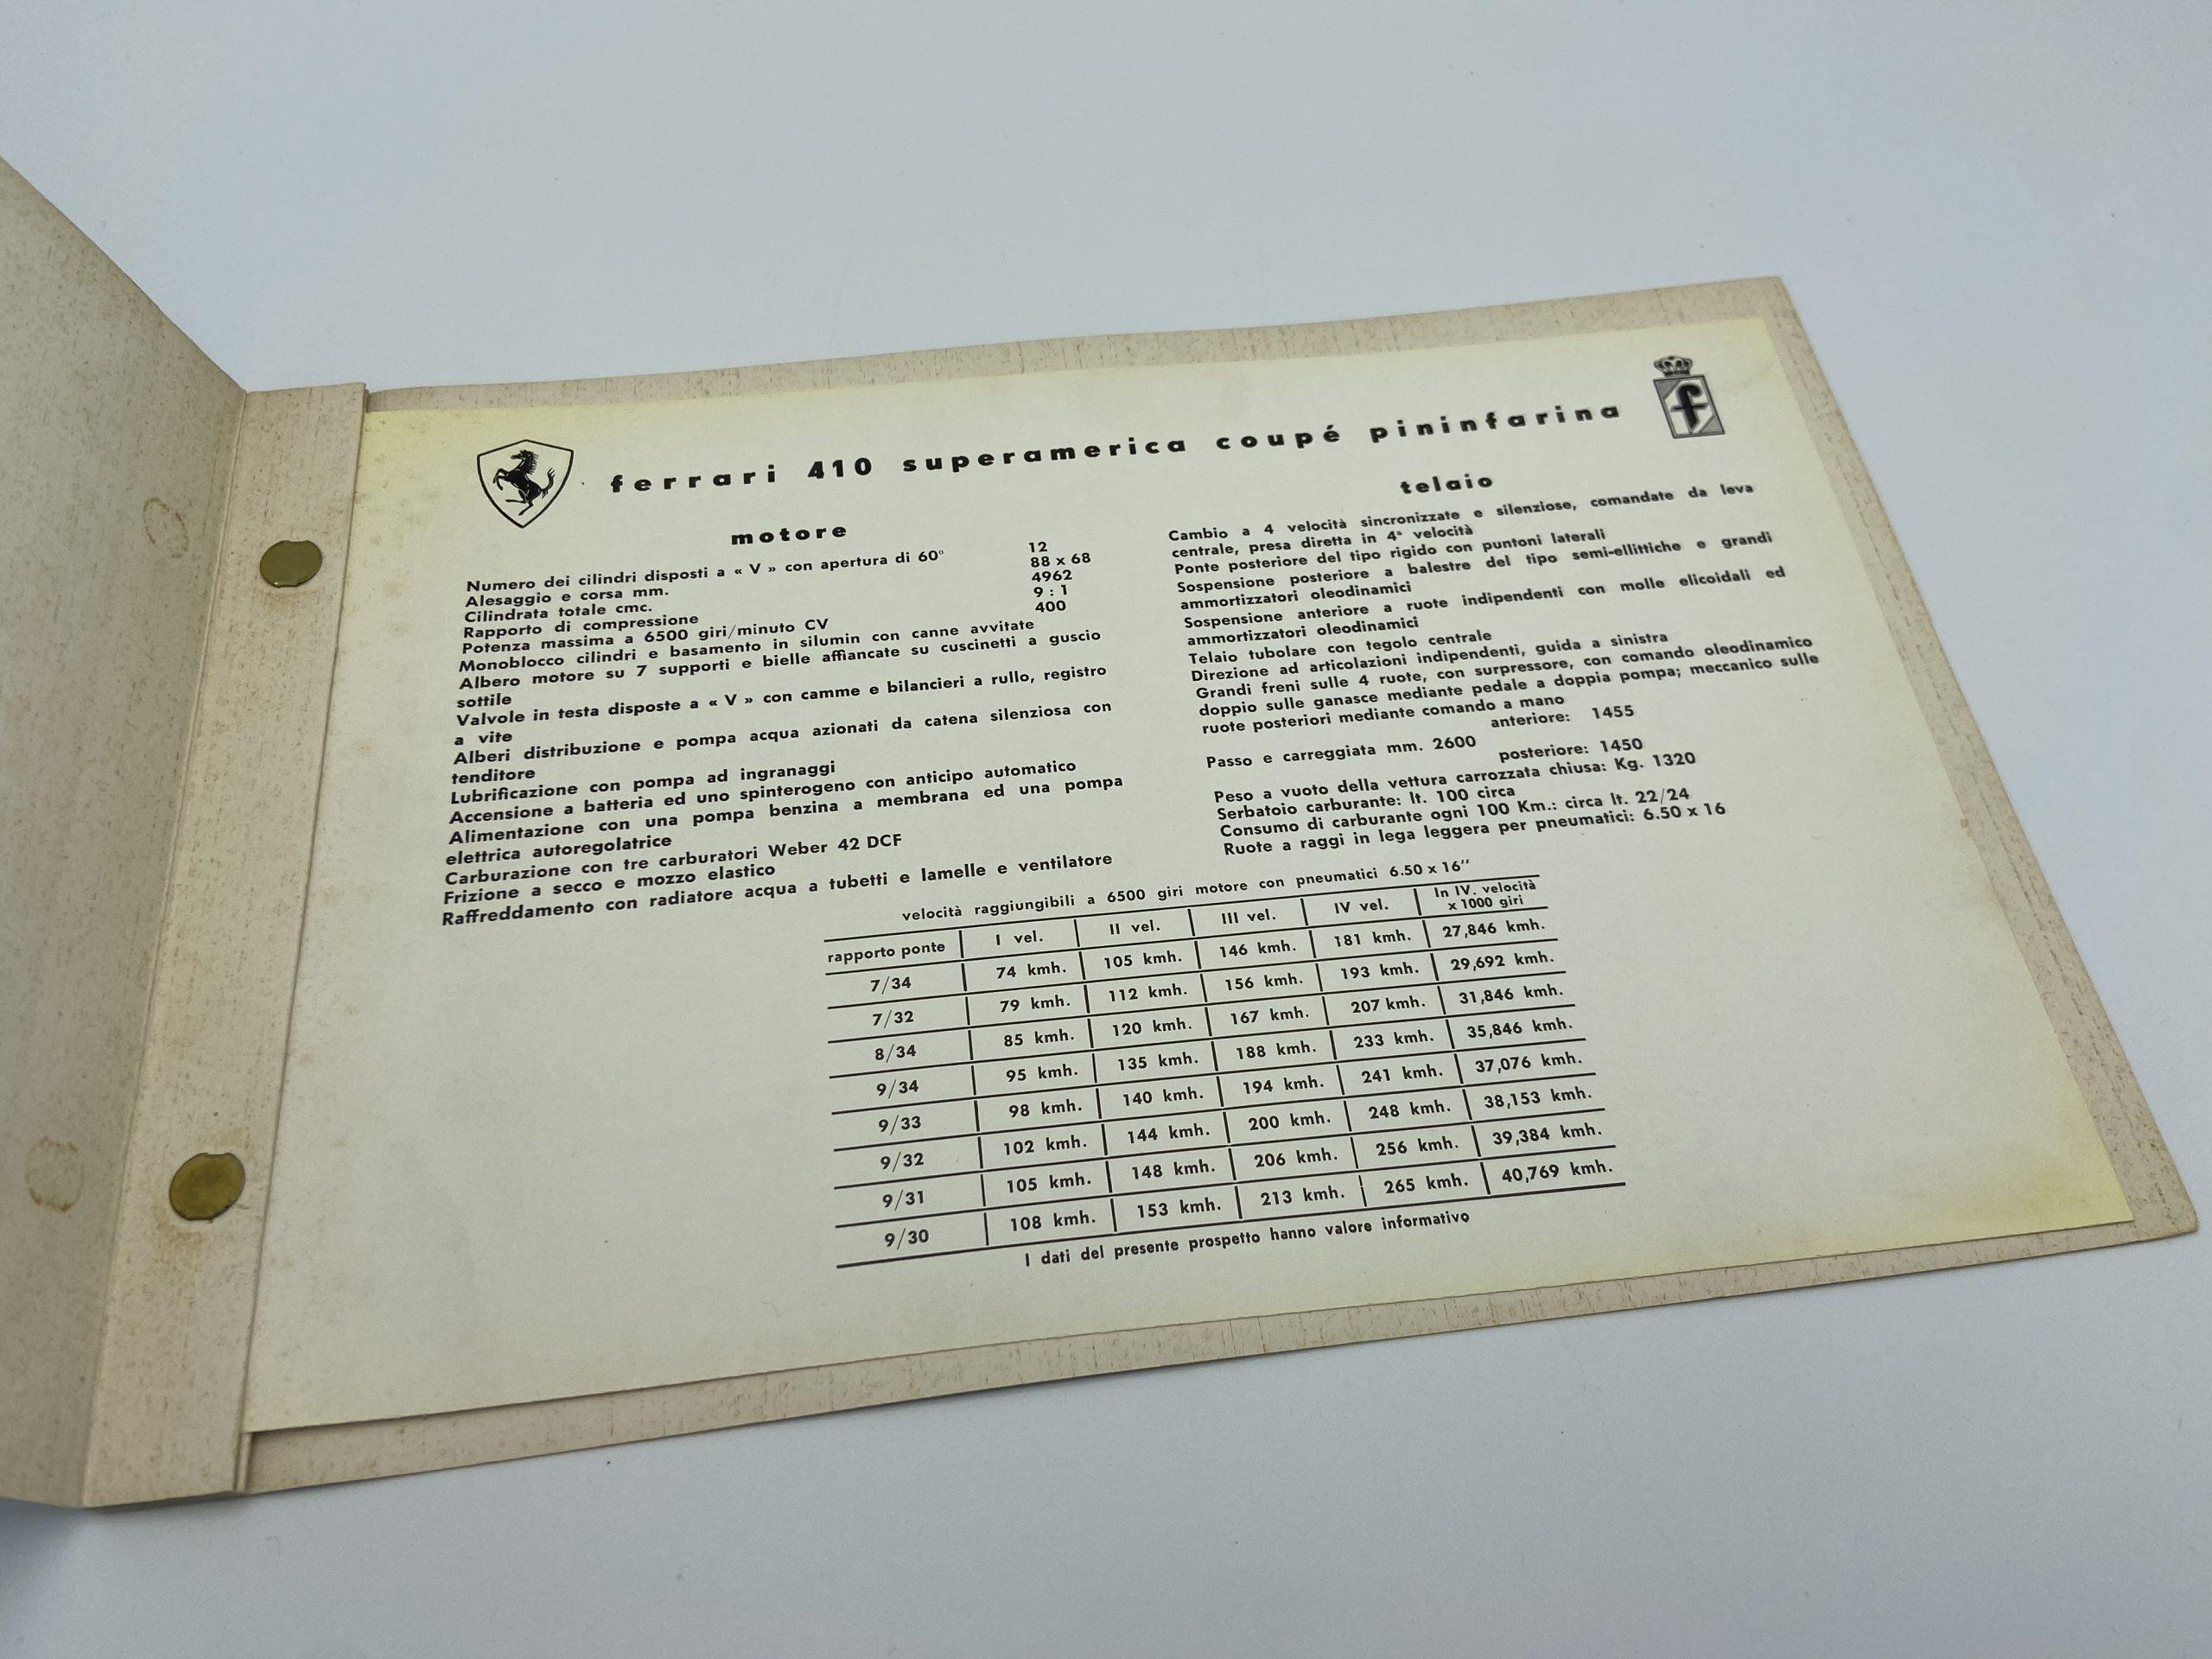 ferrari 410 superamerica coupé pininfarina
f
motore
Numero dei cilindri disposti a « V » con apertura di 60° 12
Alesaggio e corsa mm. 88 x 68
Cilindrata totale cmc. 4962
Rapporto di compressione 9 : 1
Potenza massima a 6500 giri/minuto CV 400
Monoblocco cilindri e basamento in silumin con canne avvitate
Albero motore su 7 supporti e bielle affiancate su cuscinetti a guscio
sottile
Valvole in testa disposte a « V » con camme e bilancieri a rullo, registro
a vite
Alberi distribuzione e pompa acqua azionati da catena silenziosa con
tenditore
Lubrificazione con pompa ad ingranaggi
Accensione a batteria ed uno spinterogeno con anticipo automatico
Alimentazione con una pompa benzina a membrana ed una pompa
elettrica autoregolatrice
Carburazione con tre carburatori Weber 42 DCF
Frizione a secco e mozzo elastico
Raffreddamento con radiatore acqua a tubetti e lamelle e ventilatore
telaio
Cambio a 4 velocità sincronizzate e silenziose, comandate da leva
centrale, presa diretta in 4ª velocità
Ponte posteriore del tipo rigido con puntoni laterali
Sospensione posteriore a balestre del tipo semi-ellittiche e grandi
ammortizzatori oleodinamici
Sospensione anteriore a ruote indipendenti con molle elicoidali ed
ammortizzatori oleodinamici
Telaio tubolare con tegolo centrale
Direzione ad articolazioni indipendenti, guida a sinistra
Grandi freni sulle 4 ruote, con surpressore, con comando oleodinamico
doppio sulle ganasce mediante pedale a doppia pompa; meccanico sulle
ruote posteriori mediante comando a mano
anteriore: 1455
Passo e carreggiata mm. 2600
posteriore: 1450
Peso a vuoto della vettura carrozzata chiusa: Kg. 1320
Serbatoio carburante: lt. 100 circa
Consumo di carburante ogni 100 Km.: circa lt. 22/24
Ruote a raggi in lega leggera per pneumatici: 6.50 x 16
velocità raggiungibili a 6500 giri motore con pneumatici 6.50 x 16"
rapporto ponte I vel. II vel. III vel. IV vel. In IV. velocità
x 1000 giri
7/34 74 kmh. 105 kmh. 146 kmh. 181 kmh. 27,846 kmh.
7/32 79 kmh. 112 kmh. 156 kmh. 193 kmh. 29,692 kmh.
8/34 85 kmh. 120 kmh. 167 kmh. 207 kmh. 31,846 kmh.
9/34 95 kmh. 135 kmh. 188 kmh. 233 kmh. 35,846 kmh.
9/33 98 kmh. 140 kmh. 194 kmh. 241 kmh. 37,076 kmh.
9/32 102 kmh. 144 kmh. 200 kmh. 248 kmh. 38,153 kmh.
9/31 105 kmh. 148 kmh. 206 kmh. 256 kmh. 39,384 kmh.
9/30 108 kmh. 153 kmh. 213 kmh. 265 kmh. 40,769 kmh.
I dati del presente prospetto hanno valore informativo